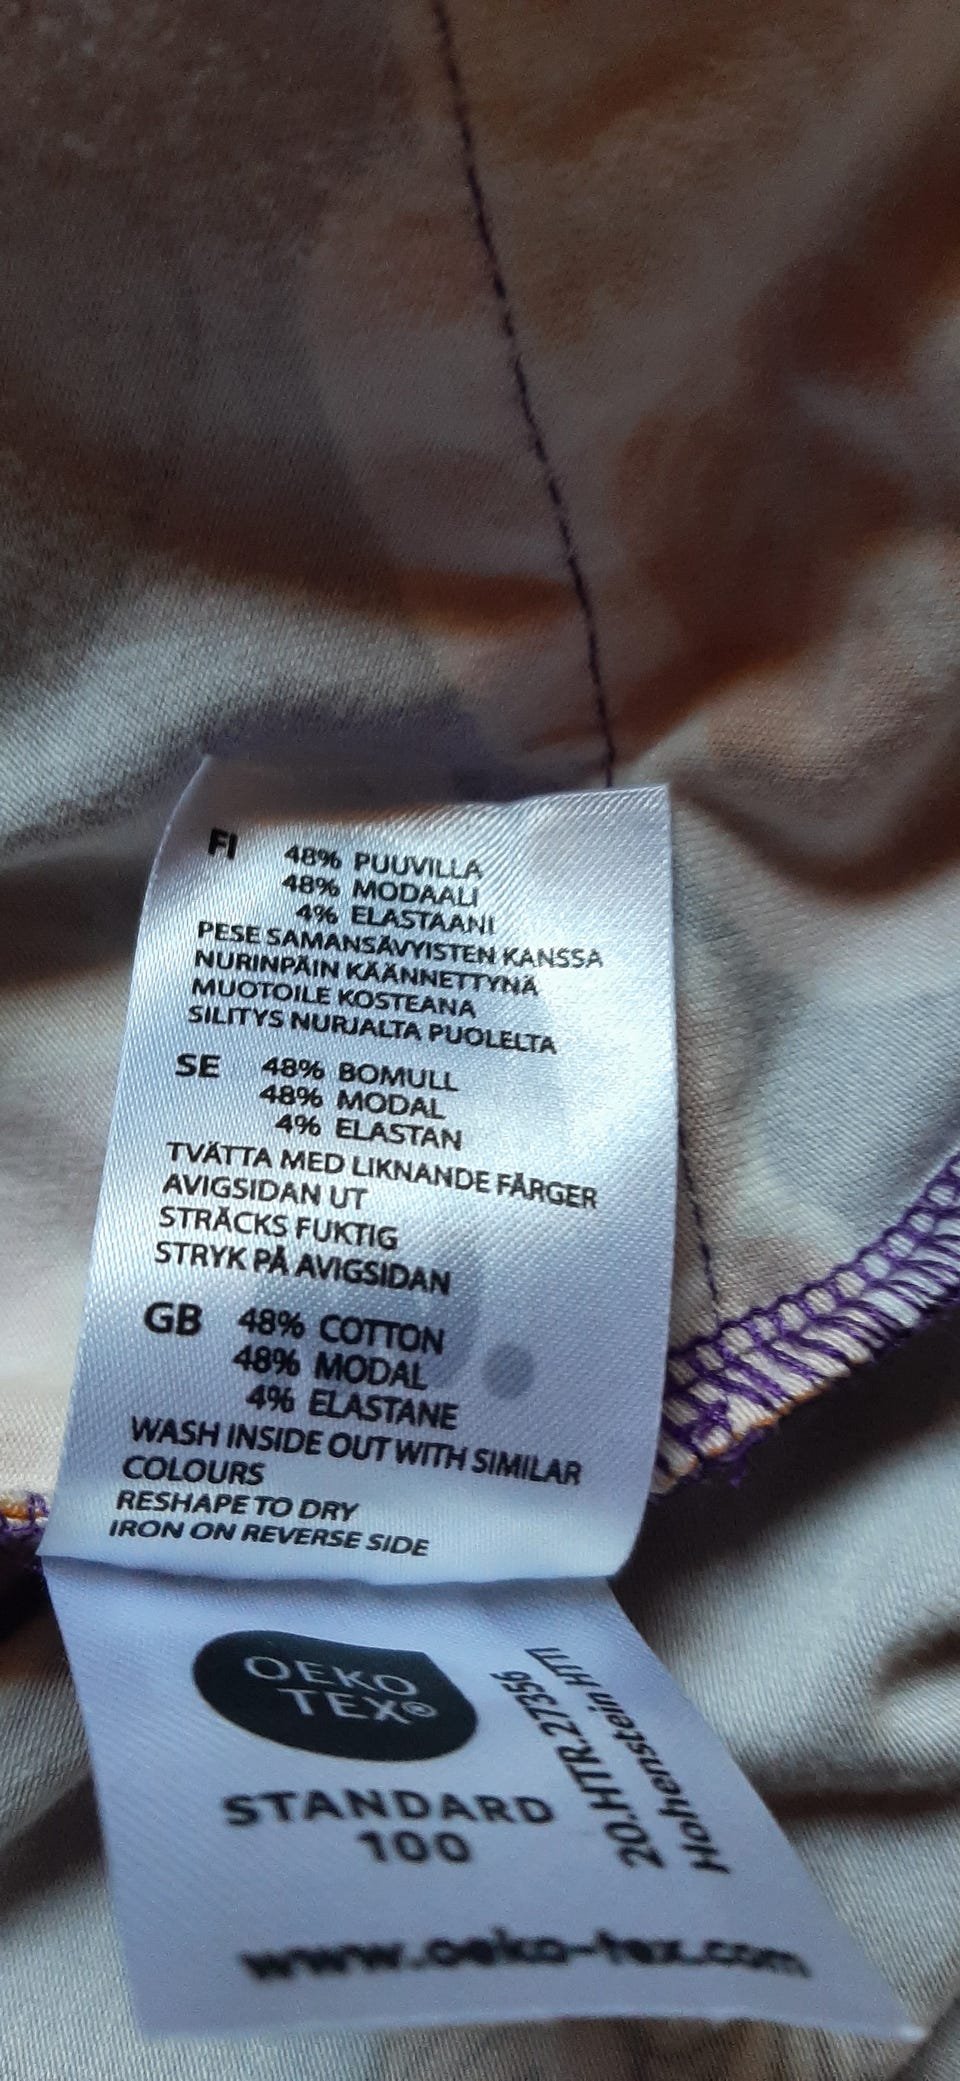 FI 48% PUUVILLA
48% MODAALI
4% ELASTAANI
PESE SAMANSÄVYISTEN KANSSA
NURINPÄIN KÄÄNNETTYNÄ
MUOTOILE KOSTEANA
SILITYS NURJALTA PUOLELTA
SE 48% BOMULL
48% MODAL
4% ELASTAN
TVÄTTA MED LIKNANDE FÄRGER
AVIGSIDAN UT
STRÄCKS FUKTIG
STRYK PÅ AVIGSIDAN
GB 48% COTTON
48% MODAL
4% ELASTANE
WASH INSIDE OUT WITH SIMILAR
COLOURS
RESHAPE TO DRY
IRON ON REVERSE SIDE
OEKO
TEX®
STANDARD
100
20.HTR.27356
Hohenstein HTTI
www.oeko-tex.com